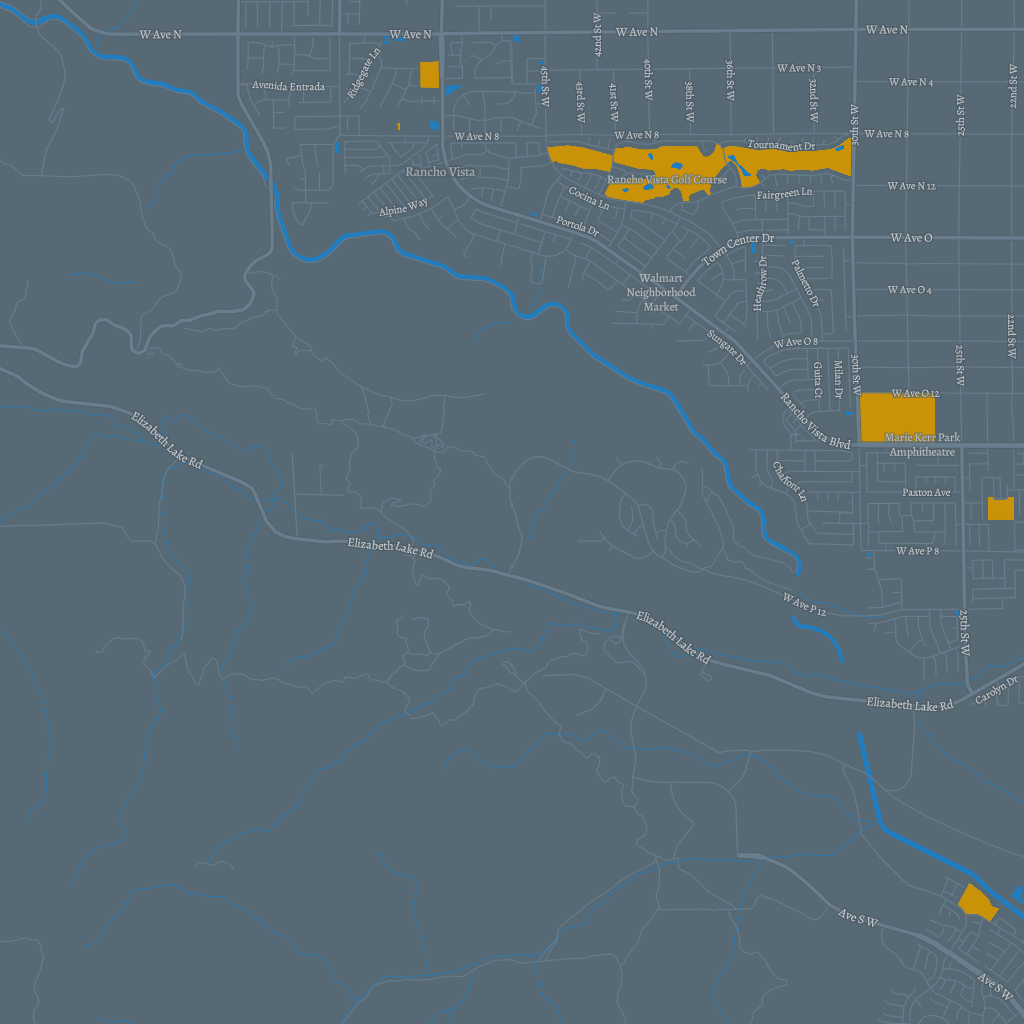 W Ave N
W Ave N
W Ave N
W Ave N
42nd St W
Ridgegate Ln
Avenida Entrada
45th St W
43rd St W
41st St W
40th St W
38th St W
36th St W
W Ave N 3
32nd St W
W Ave N 4
22nd St W
25th St W
30th St W
W Ave N 8
W Ave N 8
W Ave N 8
Tournament Dr
Rancho Vista
Rancho Vista Golf Course
W Ave N 12
Cocina Ln
Fairgreen Ln
Alpine Way
Portola Dr
Town Center Dr
W Ave O
Walmart
Neighborhood
Market
Heathrow Dr
Palmetto Dr
W Ave O 4
Sungate Dr
W Ave O 8
22nd St W
25th St W
30th St W
Guita Ct
Milan Dr
W Ave O 12
Rancho Vista Blvd
Marie Kerr Park
Amphitheatre
Elizabeth Lake Rd
Chalfont Ln
Paxton Ave
Elizabeth Lake Rd
W Ave P 8
W Ave P 12
Elizabeth Lake Rd
25th St W
Elizabeth Lake Rd
Carolyn Dr
Ave S W
Ave S W